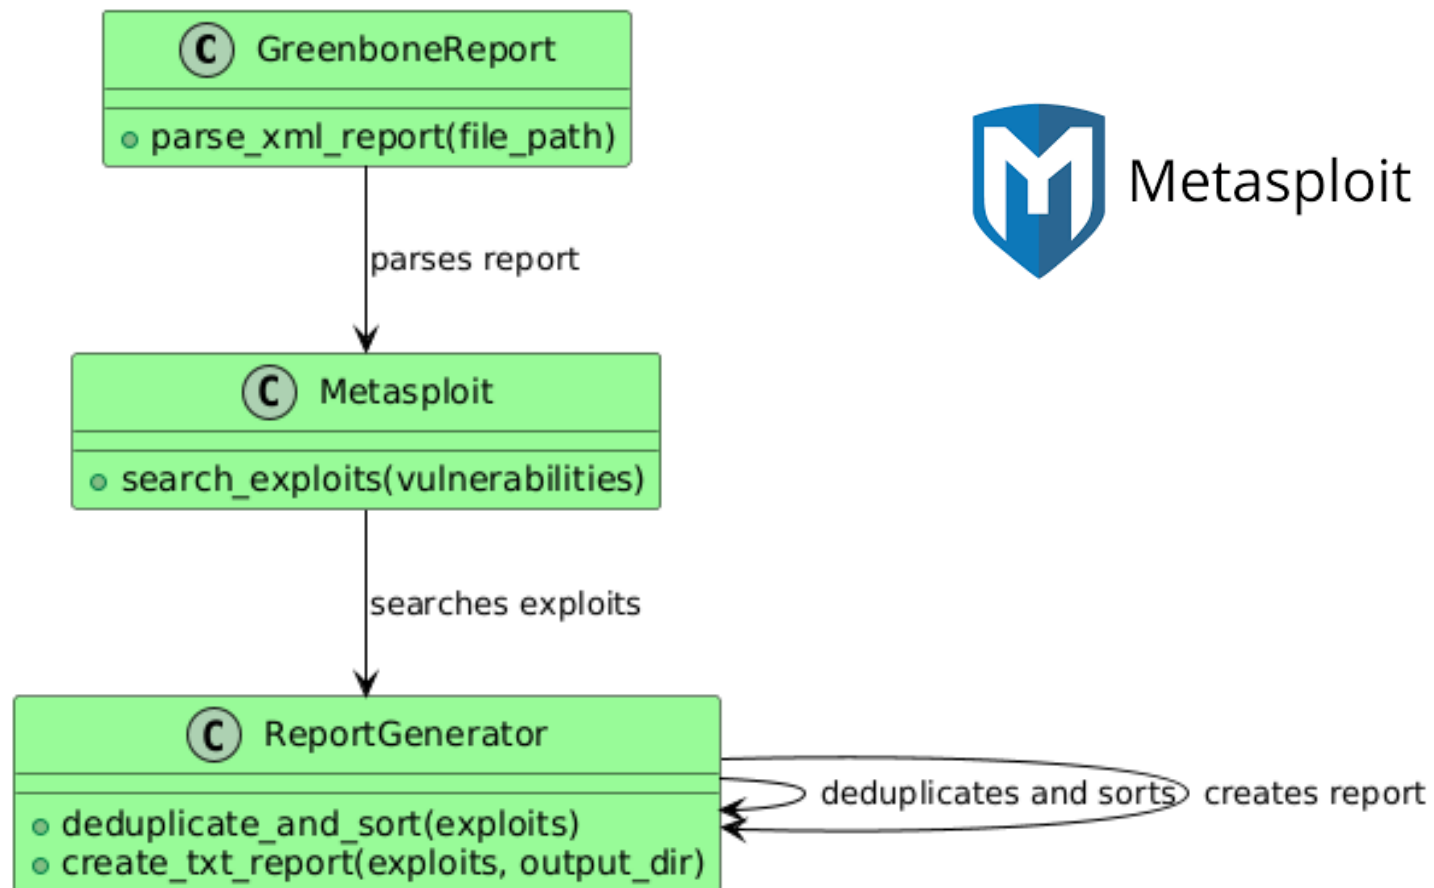 C GreenboneReport
parse_xml_report(file_path)
M Metasploit
parses report
C Metasploit
search_exploits(vulnerabilities)
searches exploits
C ReportGenerator
deduplicates and sorts
creates report
deduplicate_and_sort(exploits)
create_txt_report(exploits, output_dir)